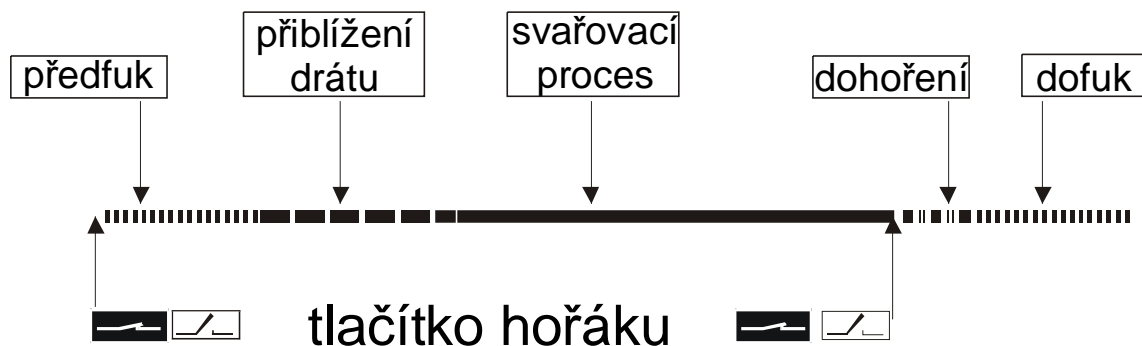 předfuk
přiblížení
drátu
svařovací
proces
dohoření
dofuk
tlačítko hořáku